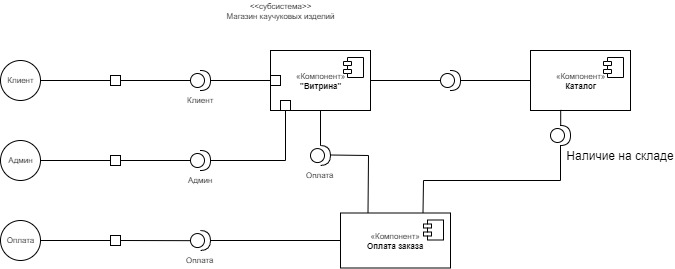 <<субсистема>>
Магазин каучуковых изделий
Клиент
Клиент
«Компонент»
"Витрина"
«Компонент»
Каталог
Админ
Админ
Оплата
Наличие на складе
Оплата
Оплата
«Компонент»
Оплата заказа